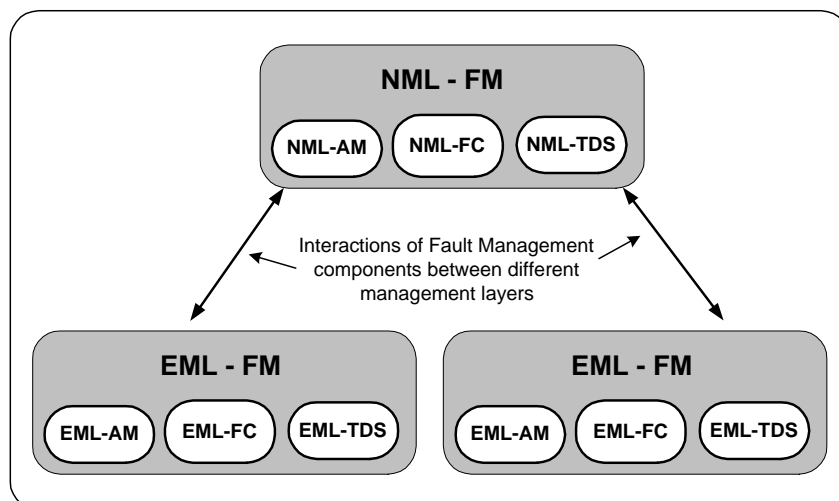 NML - FM
NML-AM
NML-FC
NML-TDS
Interactions of Fault Management
components between different
management layers
EML - FM
EML-AM
EML-FC
EML-TDS
EML - FM
EML-AM
EML-FC
EML-TDS